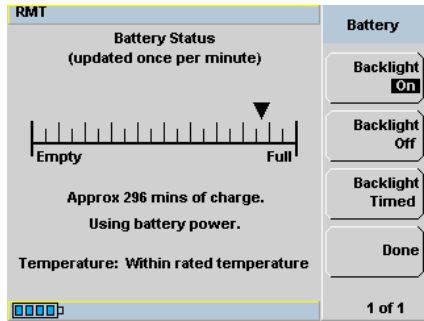 RMT
Battery Status
(updated once per minute)
Empty
Full
Approx 296 mins of charge.
Using battery power.
Temperature: Within rated temperature
Battery
Backlight
On
Backlight
Off
Backlight
Timed
Done
1 of 1